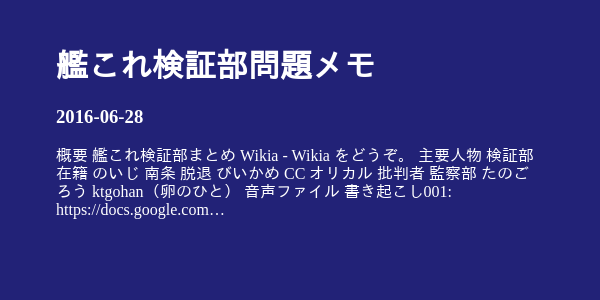 艦これ検証部問題メモ
2016-06-28
概要 艦これ検証部まとめ Wikia - Wikia をどうぞ。 主要人物 検証部
在籍 のいじ 南条 脱退 びいかめ CC オリカル 批判者 監察部 たのご
ろう ktgohan（卵のひと） 音声ファイル 書き起こし001:
https://docs.google.com…